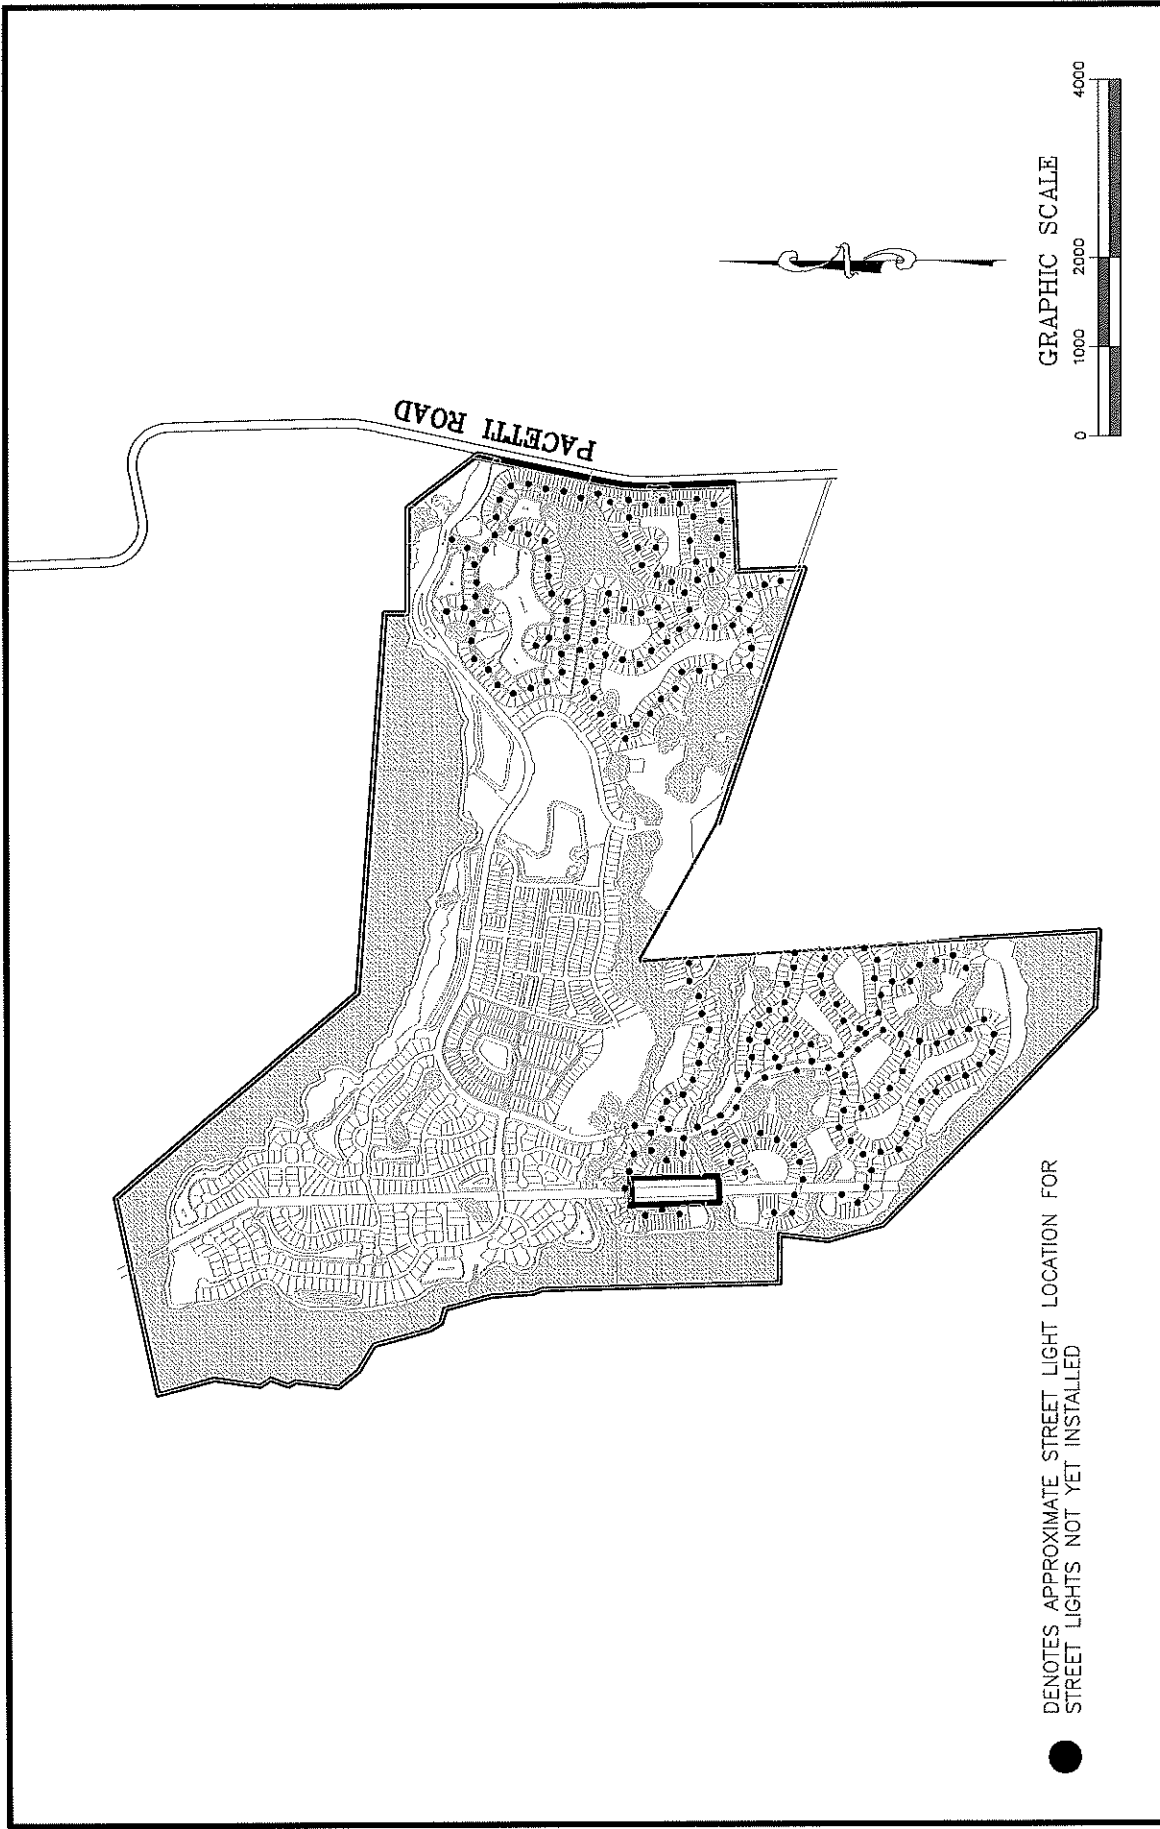 PACETTI ROAD
N
GRAPHIC SCALE
0 1000 2000 4000
DENOTES APPROXIMATE STREET LIGHT LOCATION FOR
STREET LIGHTS NOT YET INSTALLED